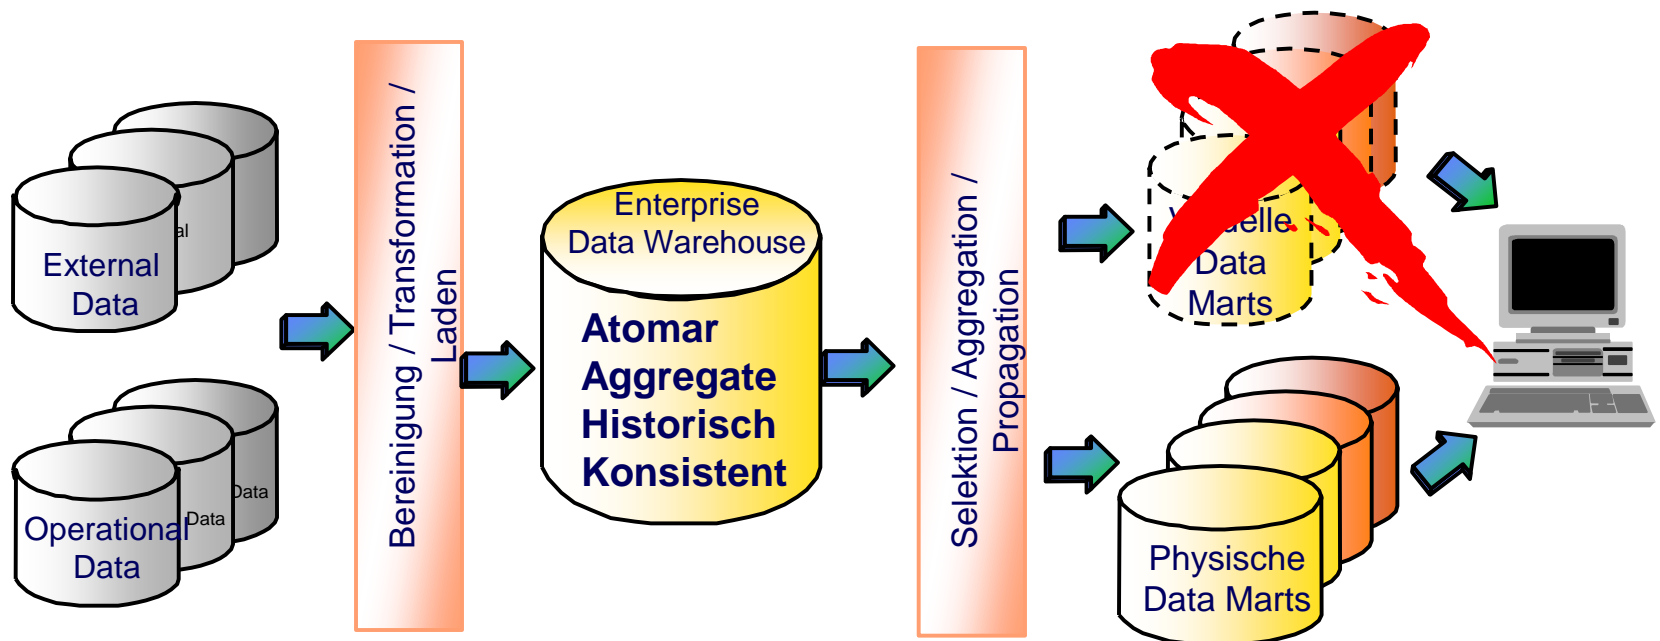 al
External
Data
Data
Data
Operational
Data
Bereinigung / Transformation /
Laden
Enterprise
Data Warehouse
Atomar
Aggregate
Historisch
Konsistent
Selektion / Aggregation /
Propagation
Data
Marts
Physische
Data Marts